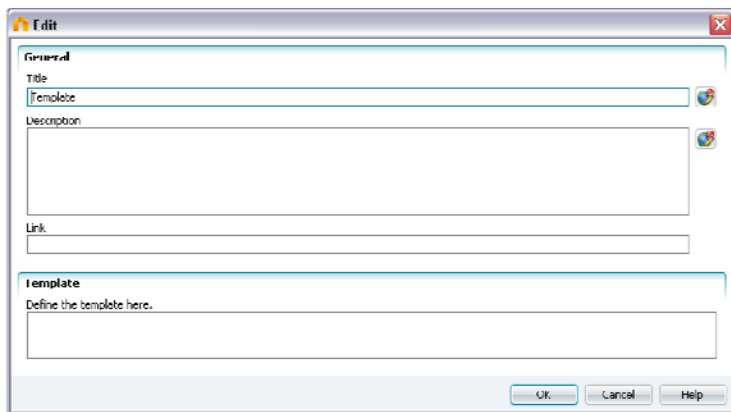 Edit
General
Title
Template
Description
Link
Template
Define the template here.
OK Cancel Help